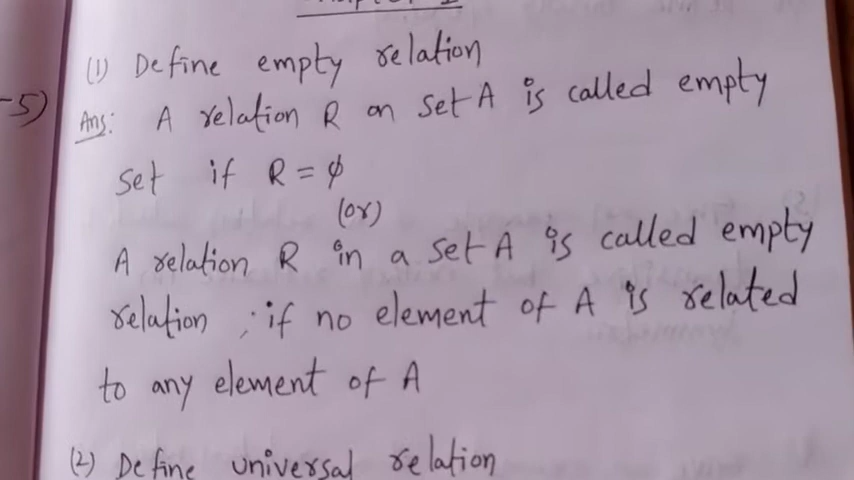 -5)
(1) Define empty relation
Ans: A relation R on set A is called empty
set if R = ϕ
(or)
A relation R in a set A is called empty
relation ; if no element of A is related
to any element of A
(2) Define universal relation